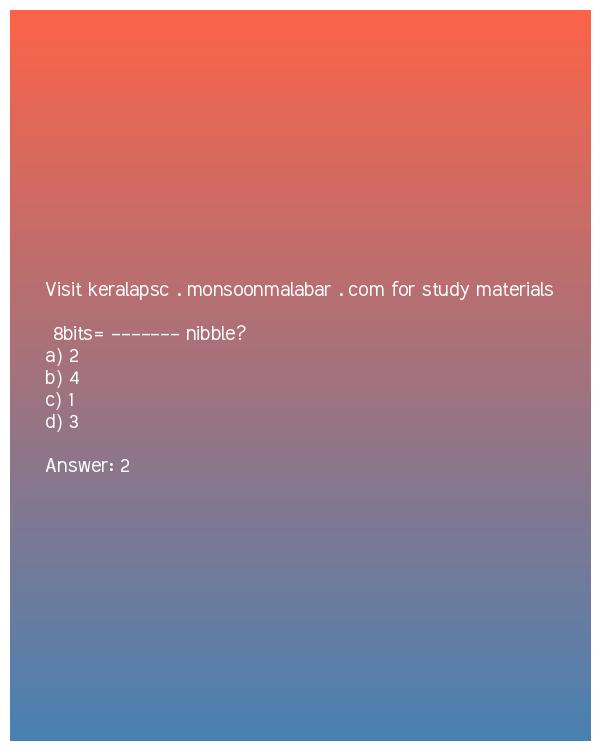 Visit keralapsc . monsoonmalabar . com for study materials
8bits= ------- nibble?
a) 2
b) 4
c) 1
d) 3
Answer: 2